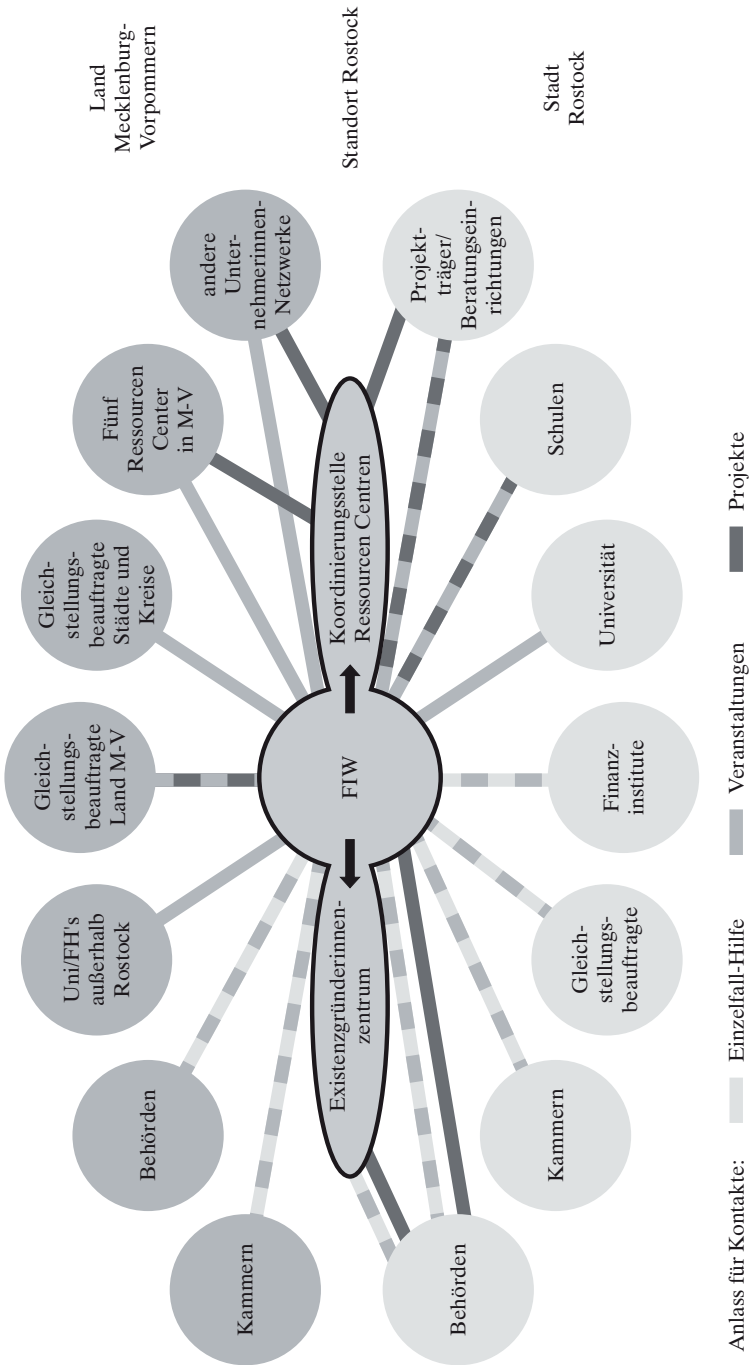 Kammern
Behörden
Uni/FH's
außerhalb
Rostock
Gleich-
stellungs-
beauftragte
Land M-V
Gleich-
stellungs-
beauftragte
Städte und
Kreise
Fünf
Ressourcen
Center
in M-V
andere
Unter-
nehmerinnen-
Netzwerke
Land
Mecklenburg-
Vorpommern
Existenzgründerinnen-
zentrum
FIW
Koordinierungsstelle
Ressourcen Centren
Standort Rostock
Behörden
Kammern
Gleich-
stellungs-
beauftragte
Finanz-
institute
Universität
Schulen
Projekt-
träger/
Beratungsein-
richtungen
Stadt
Rostock
Anlass für Kontakte: Einzelfall-Hilfe Veranstaltungen Projekte